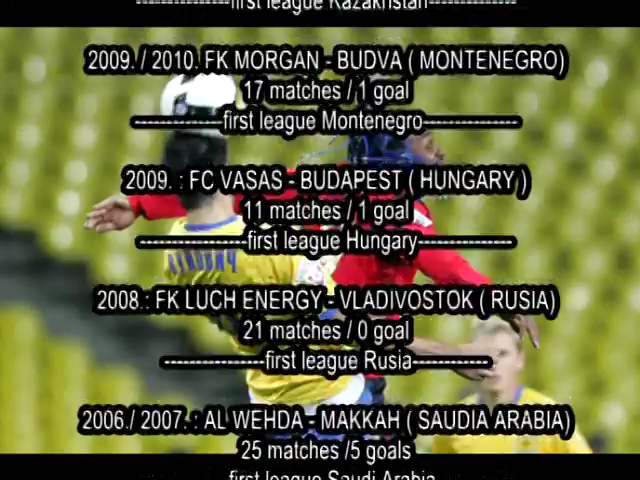 --------------first league Kazakhstan--------------
2009. / 2010. FK MORGAN - BUDVA ( MONTENEGRO)
17 matches / 1 goal
-------------first league Montenegro--------------
2009. : FC VASAS - BUDAPEST ( HUNGARY )
11 matches / 1 goal
----------------first league Hungary--------------
2008.: FK LUCH ENERGY - VLADIVOSTOK ( RUSIA)
21 matches / 0 goal
---------------first league Rusia------------
2006./ 2007. : AL WEHDA - MAKKAH ( SAUDIA ARABIA)
25 matches /5 goals
first league Saudi Arabia